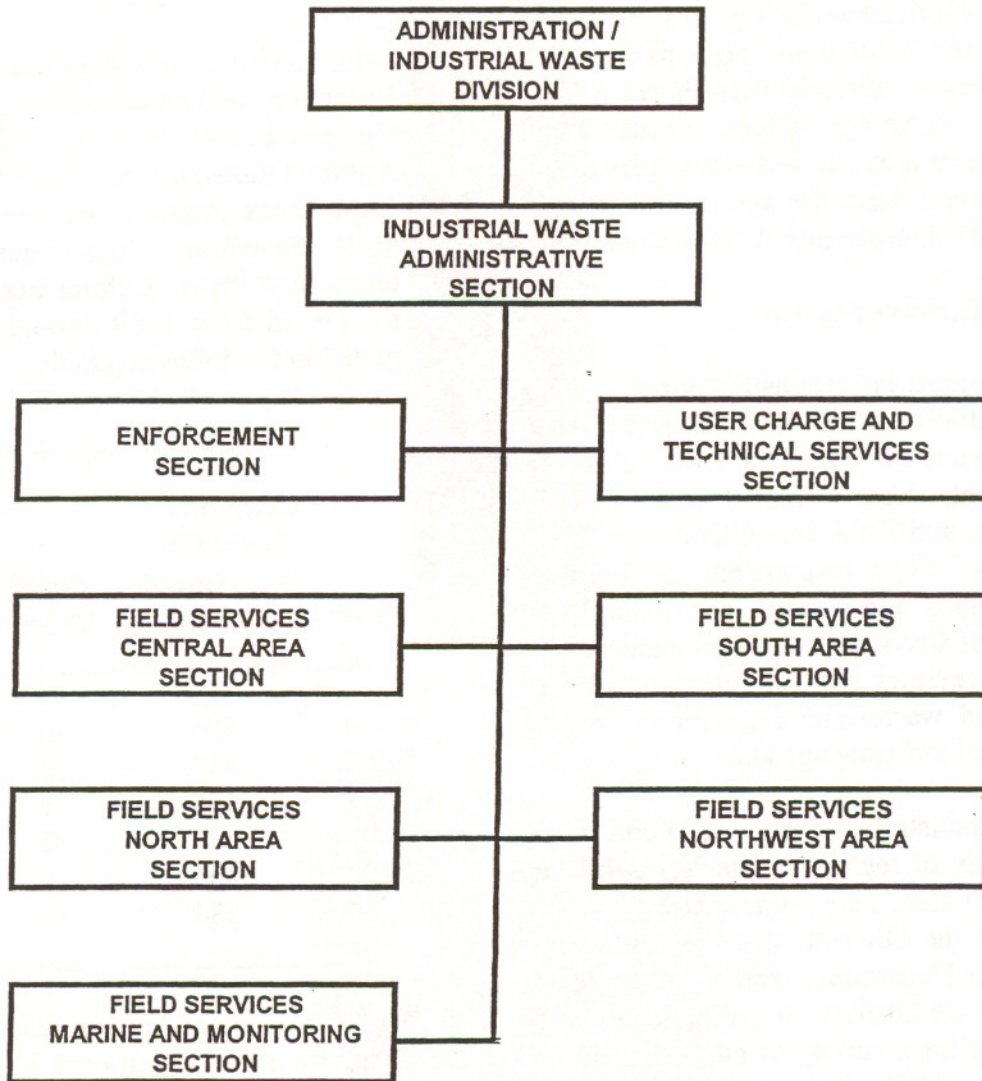 ADMINISTRATION /
INDUSTRIAL WASTE
DIVISION
INDUSTRIAL WASTE
ADMINISTRATIVE
SECTION
ENFORCEMENT
SECTION
USER CHARGE AND
TECHNICAL SERVICES
SECTION
FIELD SERVICES
CENTRAL AREA
SECTION
FIELD SERVICES
SOUTH AREA
SECTION
FIELD SERVICES
NORTH AREA
SECTION
FIELD SERVICES
NORTHWEST AREA
SECTION
FIELD SERVICES
MARINE AND MONITORING
SECTION